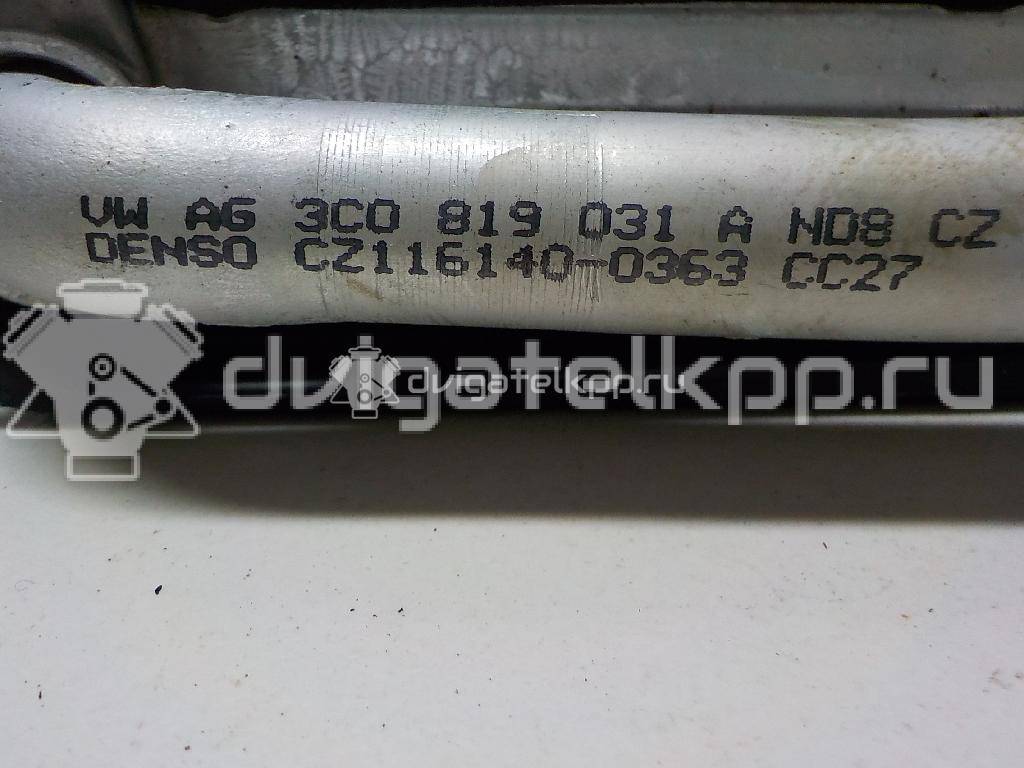 VW AG 3C0 819 031 A ND8 CZ
DENSO CZ116140-0363 CC27
dvigatelkpp.ru
dvigatelkpp.ru